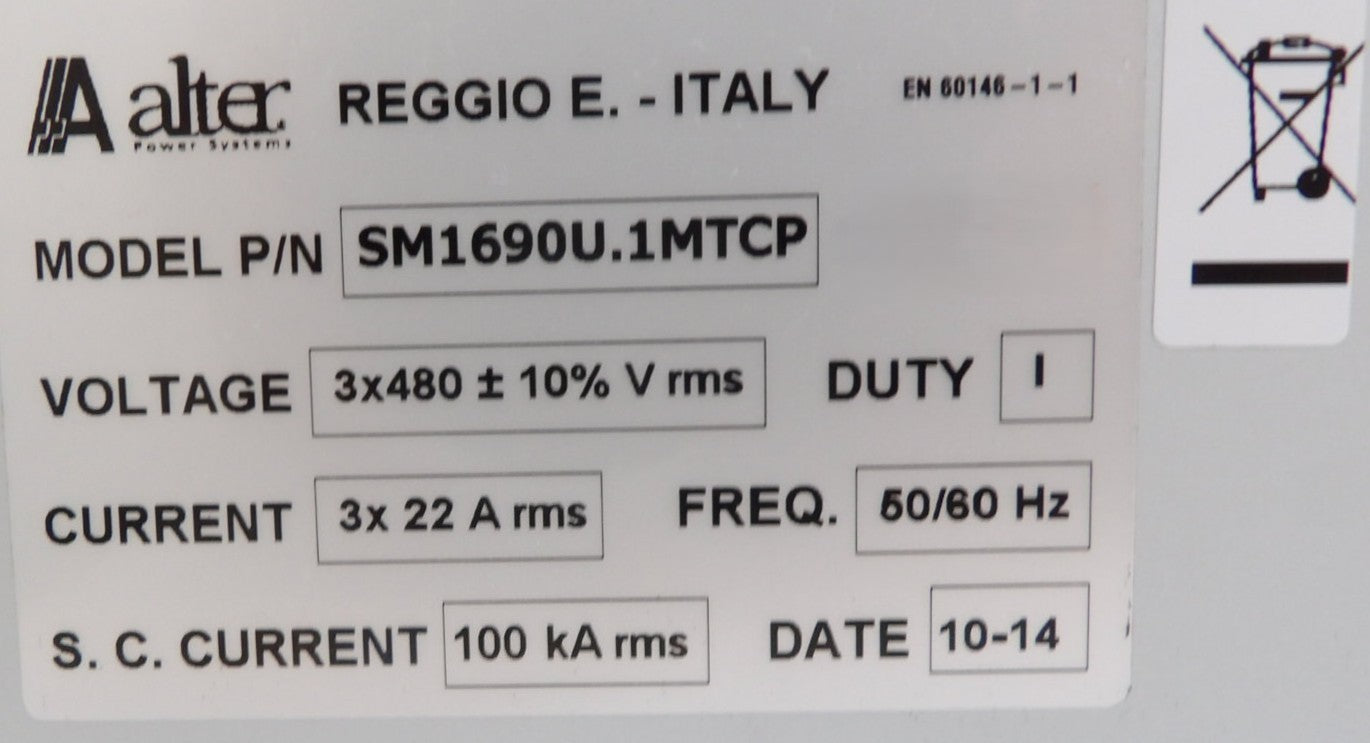 A alter REGGIO E. - ITALY EN 60146-1-1
Power Systems
MODEL P/N SM1690U.1MTCP
VOLTAGE 3x480 ± 10% V rms DUTY I
CURRENT 3x 22 A rms FREQ. 50/60 Hz
S. C. CURRENT 100 kA rms DATE 10-14